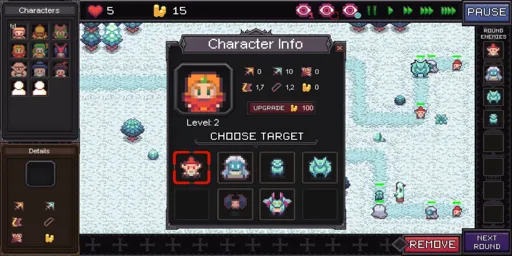 Characters
5
15
PAUSE
Character Info
0
10
0
1,7
1,2
0
UPGRADE 100
Level: 2
CHOOSE TARGET
Details
ROUND
ENEMIES
REMOVE
NEXT
ROUND